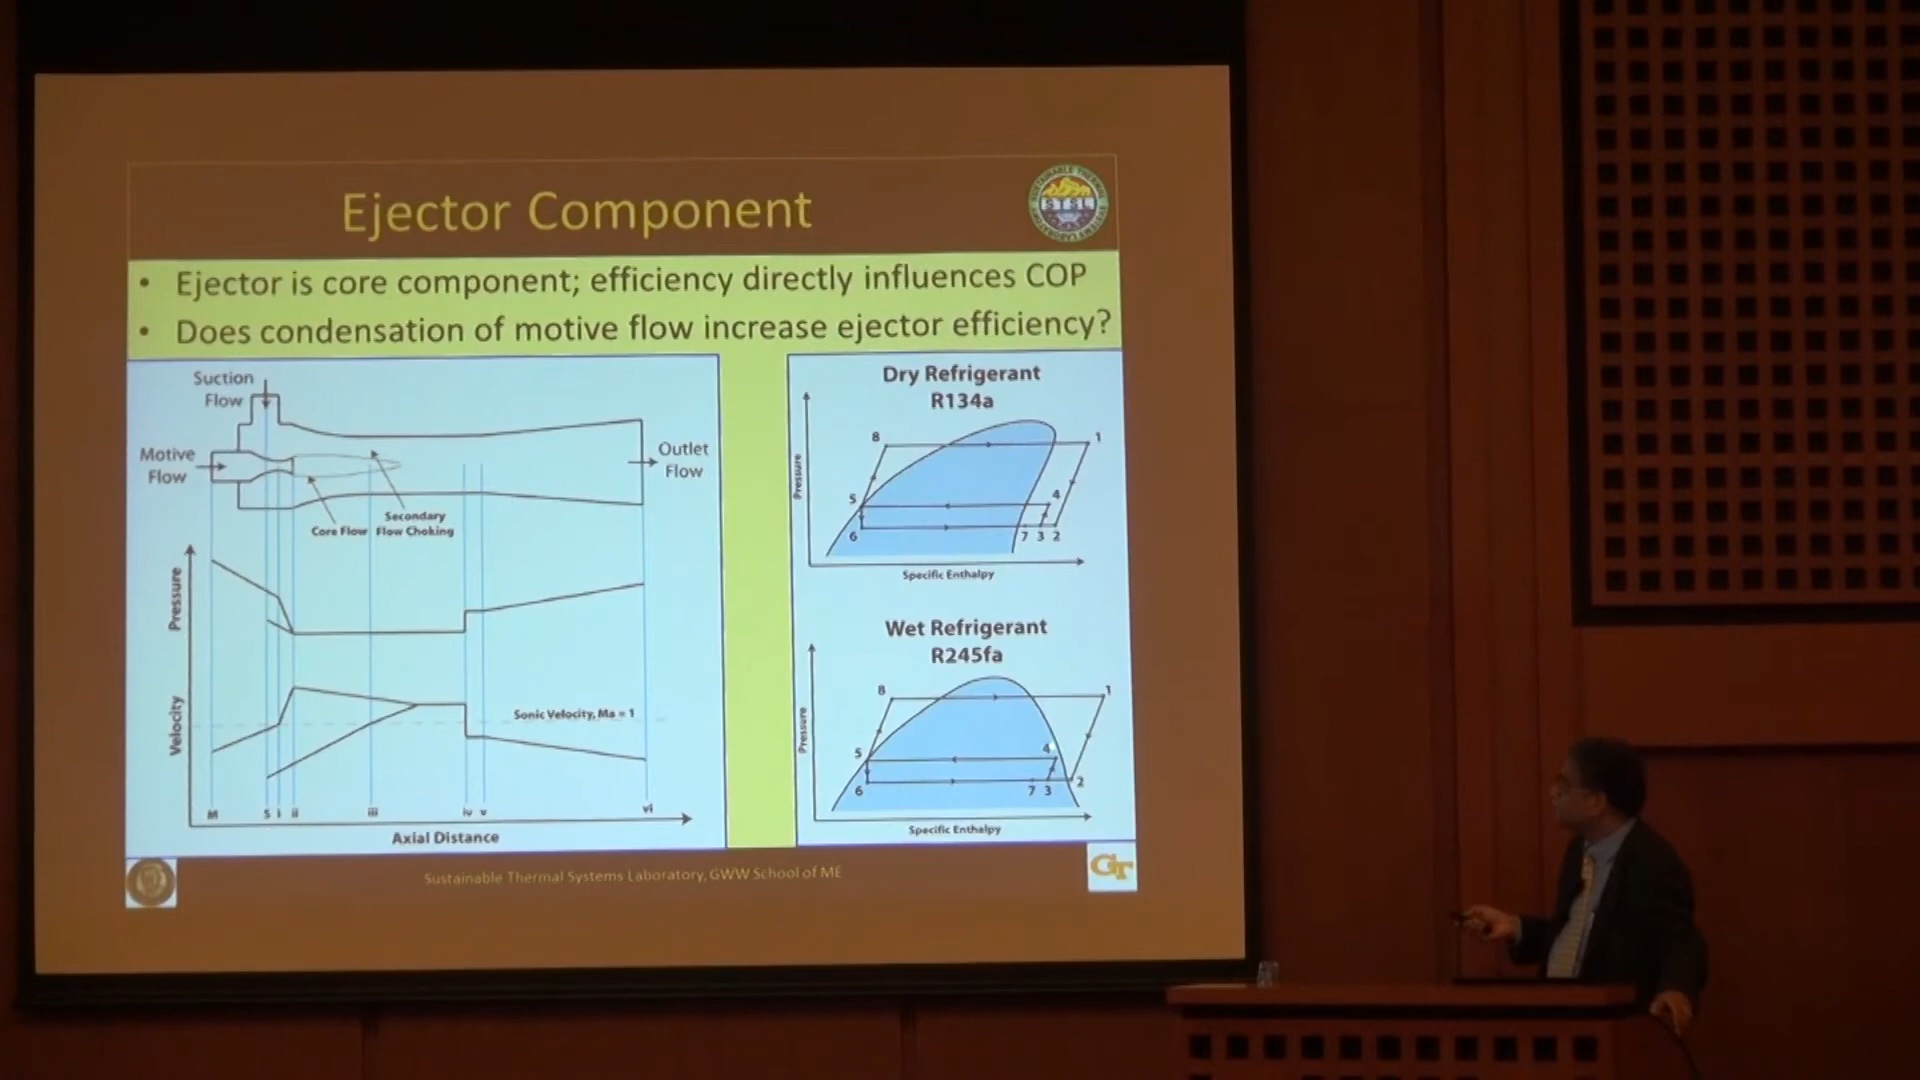 Ejector Component
STSL
• Ejector is core component; efficiency directly influences COP
• Does condensation of motive flow increase ejector efficiency?
Suction
Flow
Motive
Flow
Outlet
Flow
Secondary
Core Flow Flow Choking
Pressure
Velocity
Sonic Velocity, Ma = 1
M S i ii iii iv v vi
Axial Distance
Dry Refrigerant
R134a
Pressure
8 1
5 4
6 7 3 2
Specific Enthalpy
Wet Refrigerant
R245fa
Pressure
8 1
5 4
6 7 3 2
Specific Enthalpy
Sustainable Thermal Systems Laboratory, GWW School of ME
GT